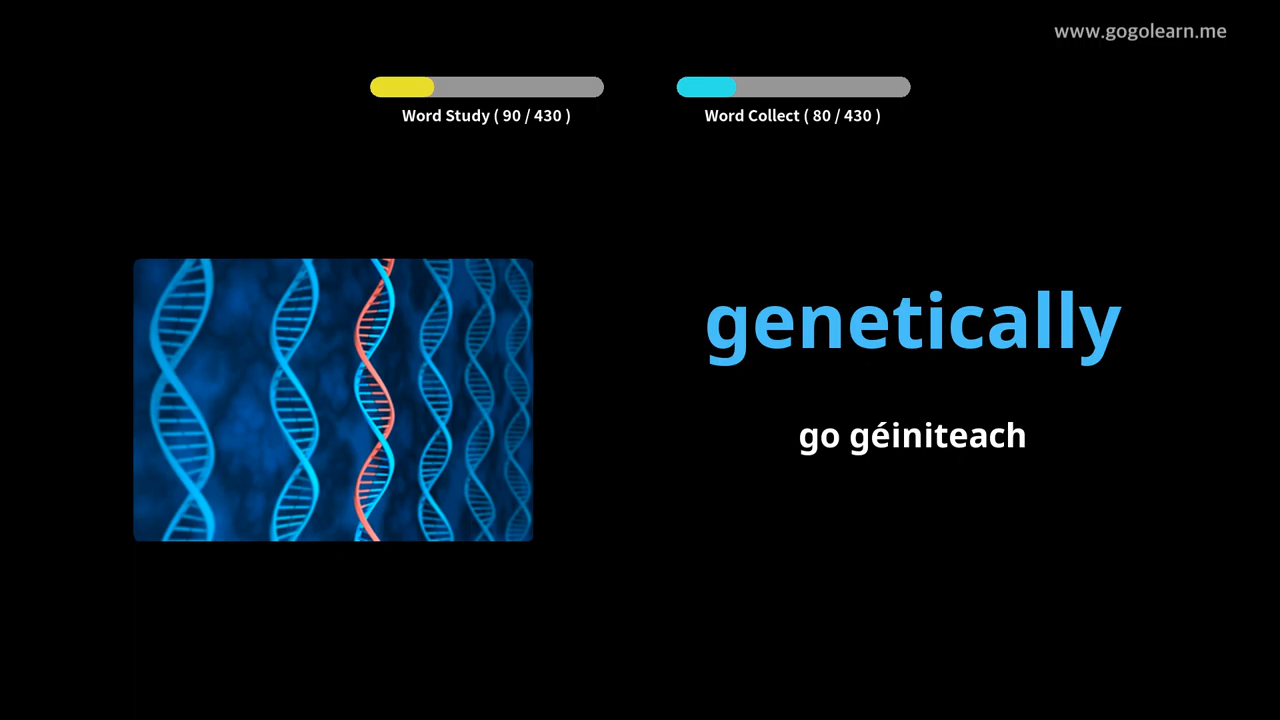 www.gogolearn.me
Word Study ( 90 / 430 )
Word Collect ( 80 / 430 )
genetically
go géiniteach